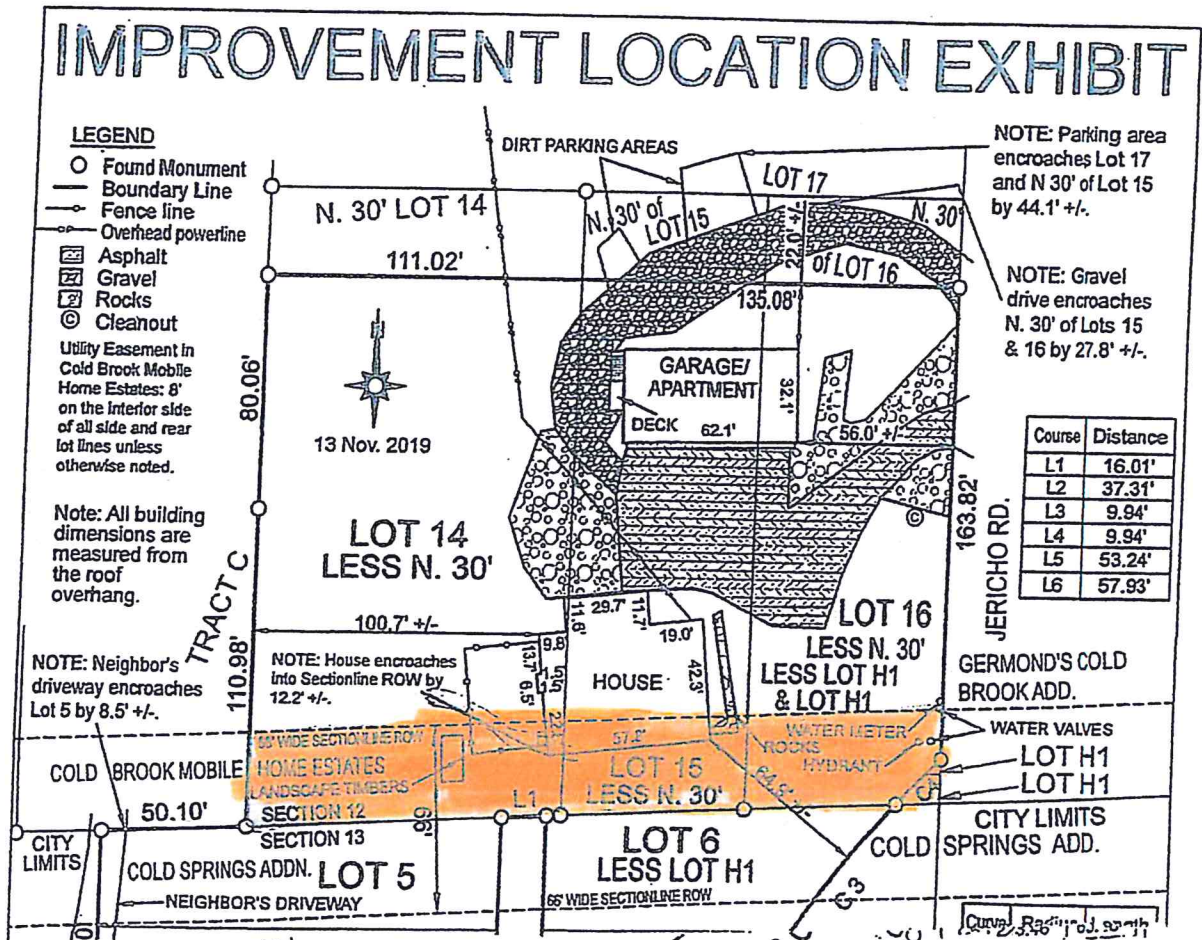 IMPROVEMENT LOCATION EXHIBIT
LEGEND
Found Monument
Boundary Line
Fence line
Overhead powerline
Asphalt
Gravel
Rocks
© Cleanout
Utility Easement in
Cold Brook Mobile
Home Estates: 8'
on the interior side
of all side and rear
lot lines unless
otherwise noted.
Note: All building
dimensions are
measured from
the roof
overhang.
DIRT PARKING AREAS
NOTE: Parking area
encroaches Lot 17
and N 30' of Lot 15
by 44.1' +/-.
LOT 17
N. 30' LOT 14
N. 30' of
LOT 15
N. 30'
of LOT 16
22.0' +/-
111.02'
135.08'
NOTE: Gravel
drive encroaches
N. 30' of Lots 15
& 16 by 27.8' +/-.
80.06'
N
13 Nov. 2019
GARAGE/
APARTMENT
32.1'
DECK
62.1'
56.0' +/-
Course Distance
L1 16.01'
L2 37.31'
L3 9.94'
L4 9.94'
L5 53.24'
L6 57.93'
©
163.82'
JERICHO RD.
LOT 14
LESS N. 30'
TRACT C
110.98'
100.7' +/-
29.7'
11.6'
11.7'
19.0'
9.8'
13.7'
6.5'
1.5'
1.5'
42.3'
HOUSE
57.8'
LOT 16
LESS N. 30'
LESS LOT H1
& LOT H1
NOTE: Neighbor's
driveway encroaches
Lot 5 by 8.5' +/-.
NOTE: House encroaches
into Sectionline ROW by
12.2' +/-.
GERMOND'S COLD
BROOK ADD.
WATER VALVES
WATER METER
ROCKS
HYDRANT
LOT H1
LOT H1
66' WIDE SECTIONLINE ROW
COLD BROOK MOBILE HOME ESTATES
LANDSCAPE TIMBERS
LOT 15
LESS N. 30'
64.8' +/-
50.10'
SECTION 12
SECTION 13
L1
66'
CITY
LIMITS
COLD SPRINGS ADDN.
LOT 5
LOT 6
LESS LOT H1
CITY LIMITS
COLD SPRINGS ADD.
NEIGHBOR'S DRIVEWAY
66' WIDE SECTIONLINE ROW
C3
Curve Radius